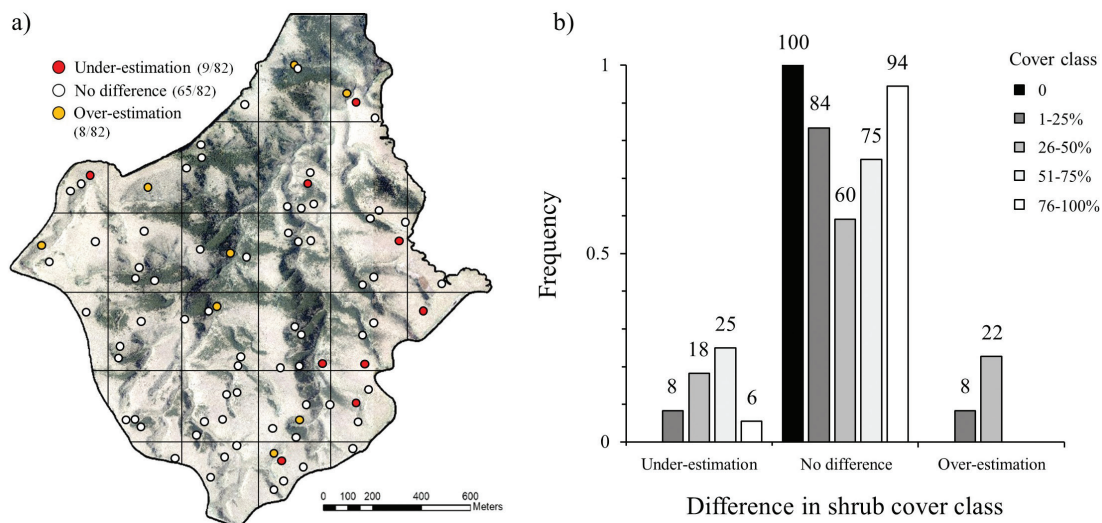 a)
Under-estimation (9/82)
No difference (65/82)
Over-estimation
(8/82)
0 100 200 400 600
Meters
b)
Frequency
1
0.5
0
8
18
25
6
100
84
60
75
94
8
22
Under-estimation
No difference
Over-estimation
Difference in shrub cover class
Cover class
0
1-25%
26-50%
51-75%
76-100%